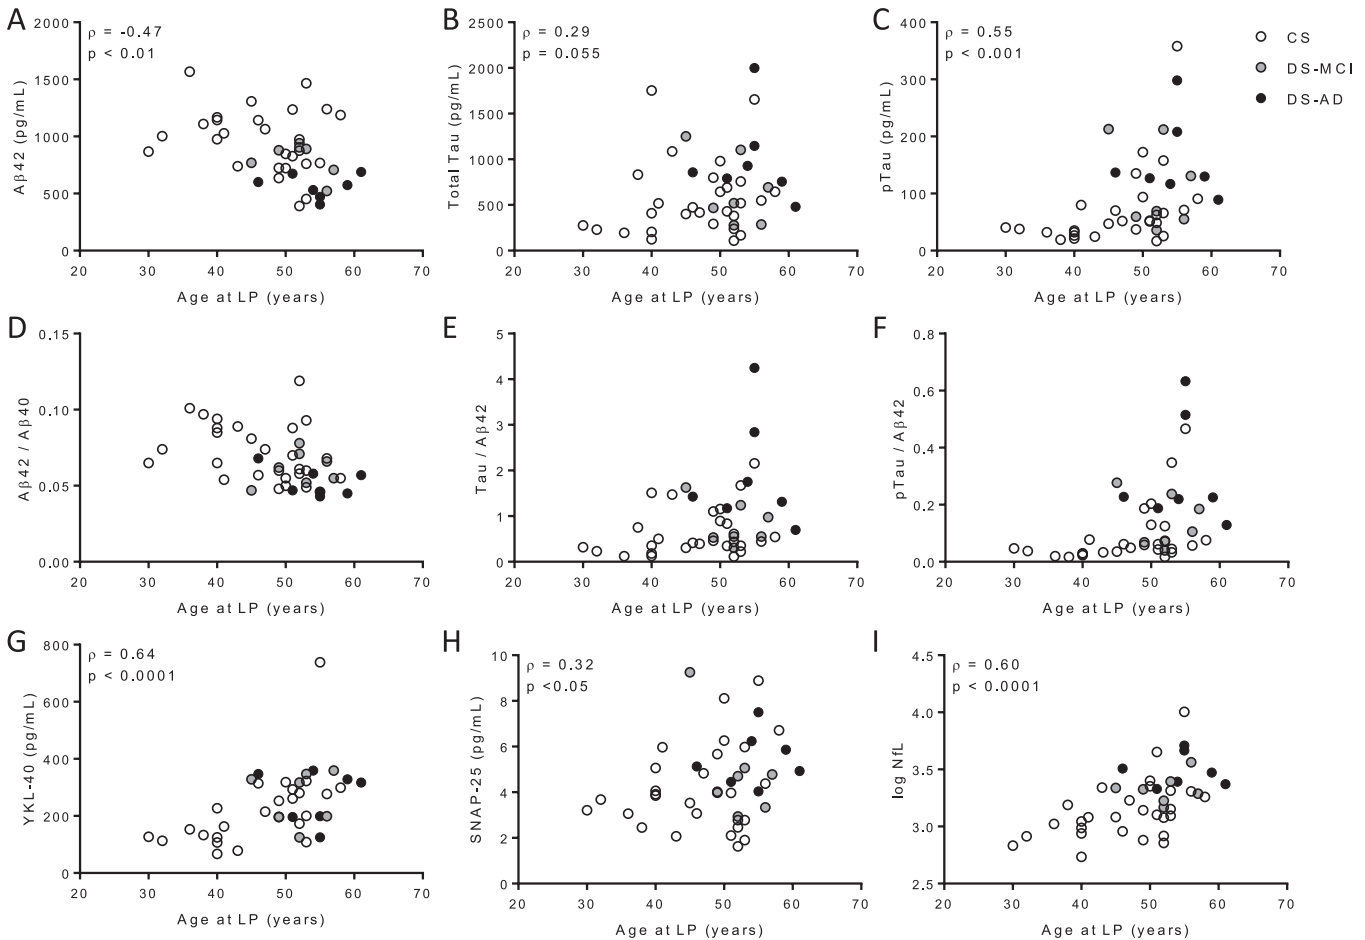 A
ρ = -0.47
p < 0.01
Aβ42 (pg/mL)
2000
1500
1000
500
0
20 30 40 50 60 70
Age at LP (years)
B
ρ = 0.29
p = 0.055
Total Tau (pg/mL)
2500
2000
1500
1000
500
0
20 30 40 50 60 70
Age at LP (years)
C
ρ = 0.55
p < 0.001
pTau (pg/mL)
400
300
200
100
0
20 30 40 50 60 70
Age at LP (years)
CS
DS-MCI
DS-AD
D
Aβ42 / Aβ40
0.15
0.10
0.05
0.00
20 30 40 50 60 70
Age at LP (years)
E
Tau / Aβ42
5
4
3
2
1
0
20 30 40 50 60 70
Age at LP (years)
F
pTau / Aβ42
0.8
0.6
0.4
0.2
0.0
20 30 40 50 60 70
Age at LP (years)
G
ρ = 0.64
p < 0.0001
YKL-40 (pg/mL)
800
600
400
200
0
20 30 40 50 60 70
Age at LP (years)
H
ρ = 0.32
p <0.05
SNAP-25 (pg/mL)
10
8
6
4
2
0
20 30 40 50 60 70
Age at LP (years)
I
ρ = 0.60
p < 0.0001
log NfL
4.5
4.0
3.5
3.0
2.5
20 30 40 50 60 70
Age at LP (years)